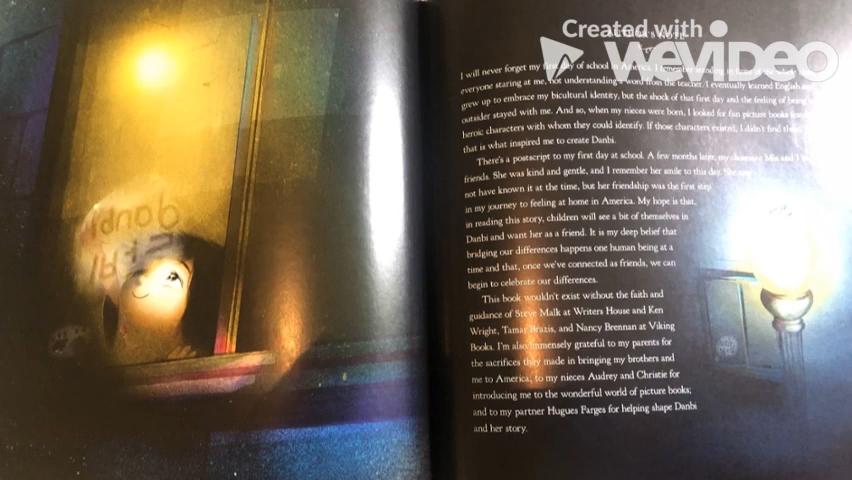 Created with
WEVIDEO
AUTHOR'S NOTE
I will never forget my first day of school in America. I remember standing in front of the whole
everyone staring at me, not understanding a word from the teacher. I eventually learned English and
grew up to embrace my bicultural identity, but the shock of that first day and the feeling of being
outsider stayed with me. And so, when my nieces were born, I looked for fun picture books
heroic characters with whom they could identify. If those characters existed, I didn't find
that is what inspired me to create Danbi.
There's a postscript to my first day at school. A few months later, my classmate Mia and I
friends. She was kind and gentle, and I remember her smile to this day. She may
not have known it at the time, but her friendship was the first step
in my journey to feeling at home in America. My hope is that,
in reading this story, children will see a bit of themselves in
Danbi and want her as a friend. It is my deep belief that
bridging our differences happens one human being at a
time and that, once we've connected as friends, we can
begin to celebrate our differences.
This book wouldn't exist without the faith and
guidance of Steve Malk at Writers House and Ken
Wright, Tamar Brazis, and Nancy Brennan at Viking
Books. I'm also immensely grateful to my parents for
the sacrifices they made in bringing my brothers and
me to America; to my nieces Audrey and Christie for
introducing me to the wonderful world of picture books;
and to my partner Hugues Farges for helping shape Danbi
and her story.